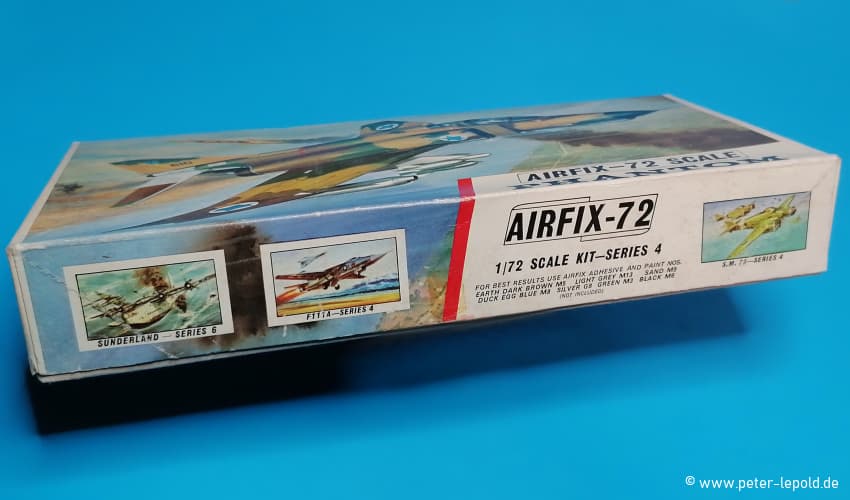 AIRFIX-72 SCALE
PHANTOM
AIRFIX-72
1/72 SCALE KIT—SERIES 4
FOR BEST RESULTS USE AIRFIX ADHESIVE AND PAINT NOS.
EARTH DARK BROWN M5 LIGHT GREY M13 SAND M9
DUCK EGG BLUE M8 SILVER G8 GREEN M3 BLACK M6
(NOT INCLUDED)
SUNDERLAND — SERIES 6
F111A—SERIES 4
S.M. 79—SERIES 4
© www.peter-lepold.de